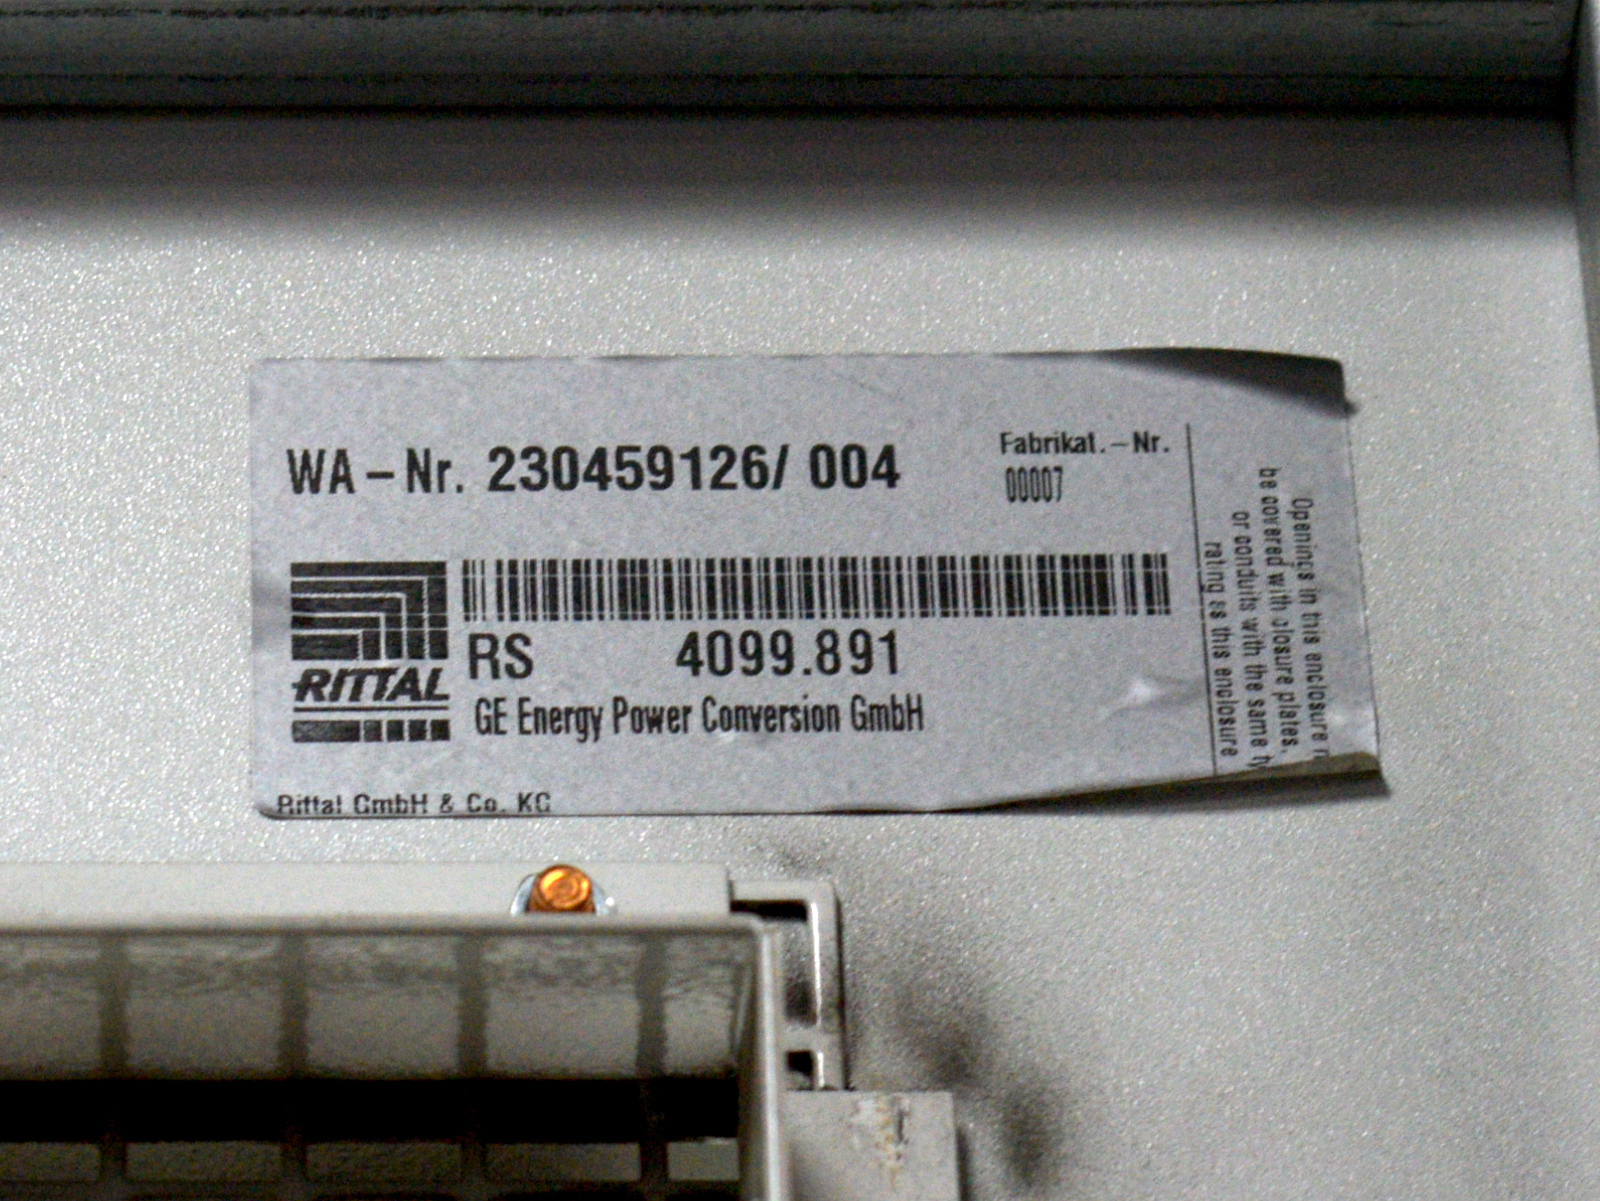 WA – Nr. 230459126/ 004
Fabrikat. – Nr.
00007
RITTAL
RS 4099.891
GE Energy Power Conversion GmbH
Rittal GmbH & Co. KG
Openings in this enclosure
be covered with closure plates,
or conduits with the same
rating as this enclosure